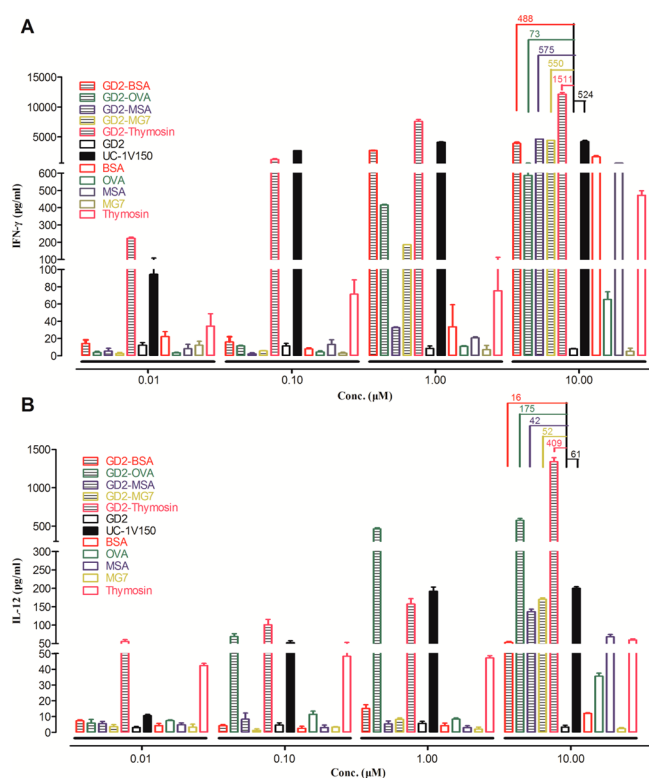 A
488
73
575
550
1511
524
15000
10000
5000
600
500
400
300
200
100
80
60
40
20
0
IFN-γ (pg/ml)
GD2-BSA
GD2-OVA
GD2-MSA
GD2-MG7
GD2-Thymosin
GD2
UC-1V150
BSA
OVA
MSA
MG7
Thymosin
0.01 0.10 1.00 10.00
Conc. (μM)
B
16
175
42
52
409
61
1500
1000
500
300
250
200
150
100
50
40
30
20
10
0
IL-12 (pg/ml)
GD2-BSA
GD2-OVA
GD2-MSA
GD2-MG7
GD2-Thymosin
GD2
UC-1V150
BSA
OVA
MSA
MG7
Thymosin
0.01 0.10 1.00 10.00
Conc. (μM)